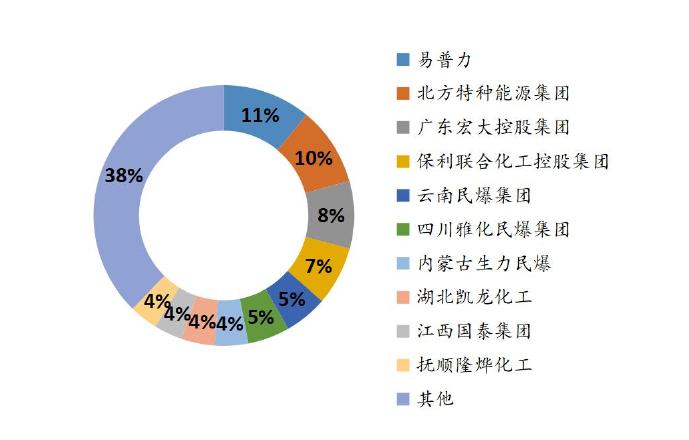 11%
10%
8%
7%
5%
5%
4%
4%
4%
4%
38%
易普力
北方特种能源集团
广东宏大控股集团
保利联合化工控股集团
云南民爆集团
四川雅化民爆集团
内蒙古生力民爆
湖北凯龙化工
江西国泰集团
抚顺隆烨化工
其他